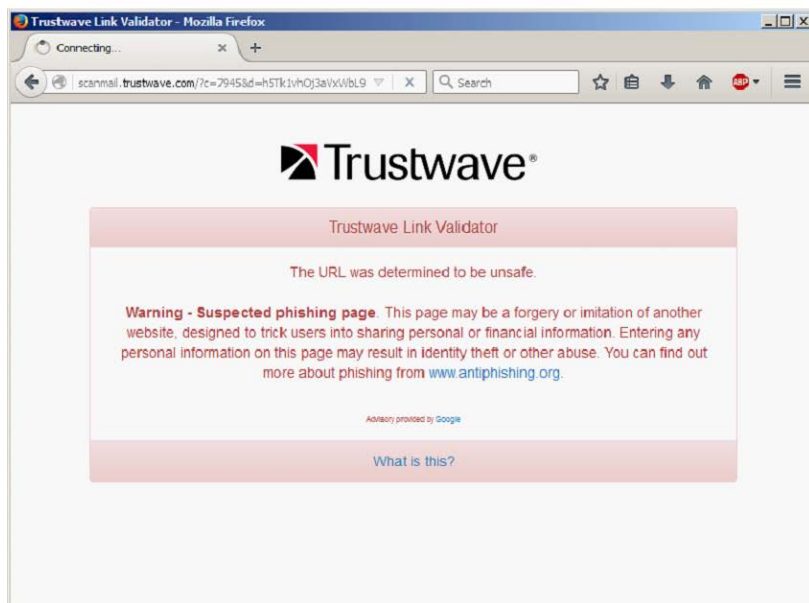 Trustwave Link Validator - Mozilla Firefox
Connecting...
scanmail.trustwave.com/?c=7945&d=h5Tk1vhOj3aVxWbL9
Search
ABP
Trustwave®
Trustwave Link Validator
The URL was determined to be unsafe.
Warning - Suspected phishing page. This page may be a forgery or imitation of another
website, designed to trick users into sharing personal or financial information. Entering any
personal information on this page may result in identity theft or other abuse. You can find out
more about phishing from www.antiphishing.org.
Advisory provided by Google
What is this?